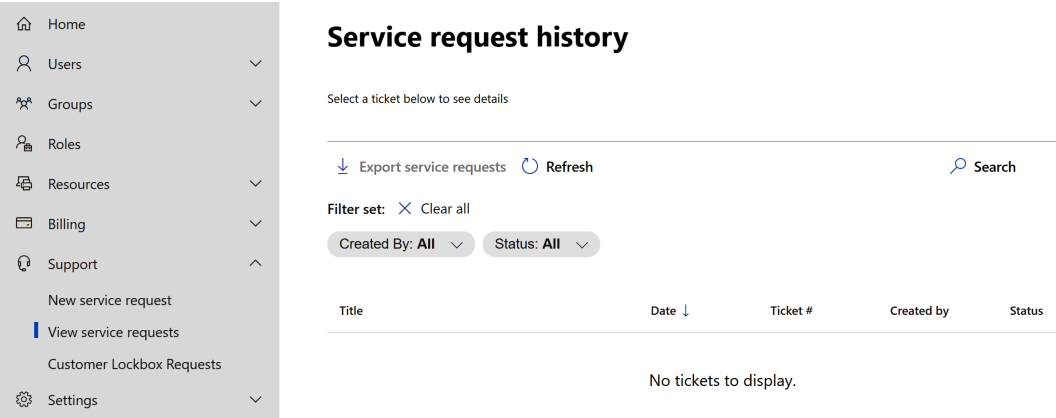 Home
Users
Groups
Roles
Resources
Billing
Support
New service request
View service requests
Customer Lockbox Requests
Settings
Service request history
Select a ticket below to see details
Export service requests Refresh Search
Filter set: Clear all
Created By: All Status: All
Title Date ↓ Ticket # Created by Status
No tickets to display.